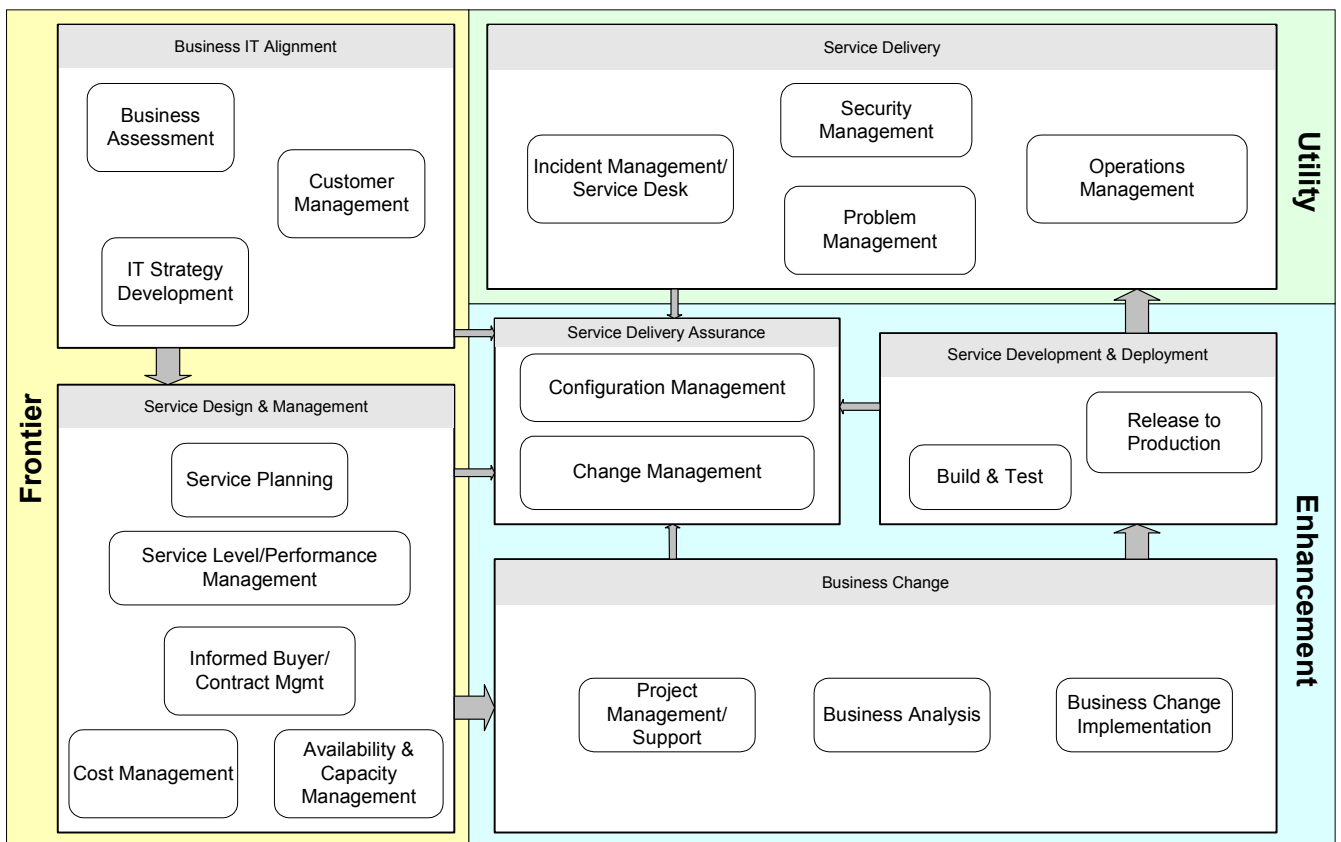 Frontier
Business IT Alignment
Business
Assessment
Customer
Management
IT Strategy
Development
Service Design & Management
Service Planning
Service Level/Performance
Management
Informed Buyer/
Contract Mgmt
Cost Management
Availability &
Capacity
Management
Utility
Service Delivery
Security
Management
Incident Management/
Service Desk
Operations
Management
Problem
Management
Enhancement
Service Delivery Assurance
Configuration Management
Change Management
Service Development & Deployment
Release to
Production
Build & Test
Business Change
Project
Management/
Support
Business Analysis
Business Change
Implementation